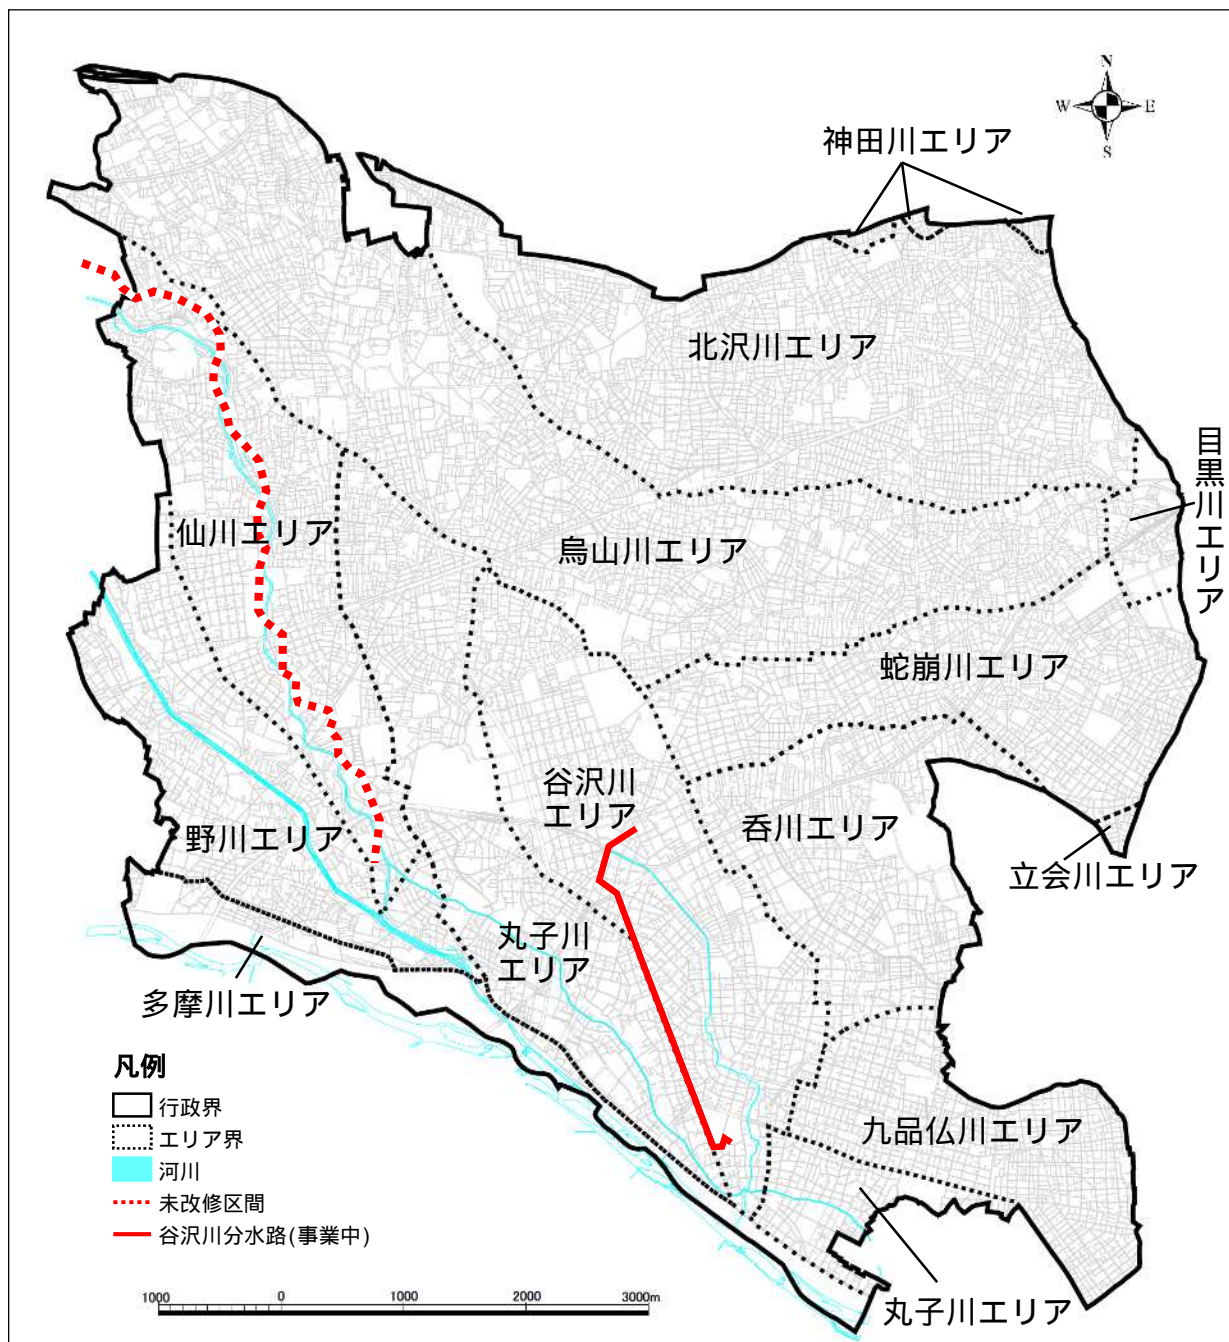 N
W
E
S
神田川エリア
北沢川エリア
目黒川エリア
仙川エリア
烏山川エリア
蛇崩川エリア
谷沢川
エリア
呑川エリア
野川エリア
立会川エリア
丸子川
エリア
多摩川エリア
九品仏川エリア
丸子川エリア
凡例
行政界
エリア界
河川
未改修区間
谷沢川分水路(事業中)
1000 0 1000 2000 3000m